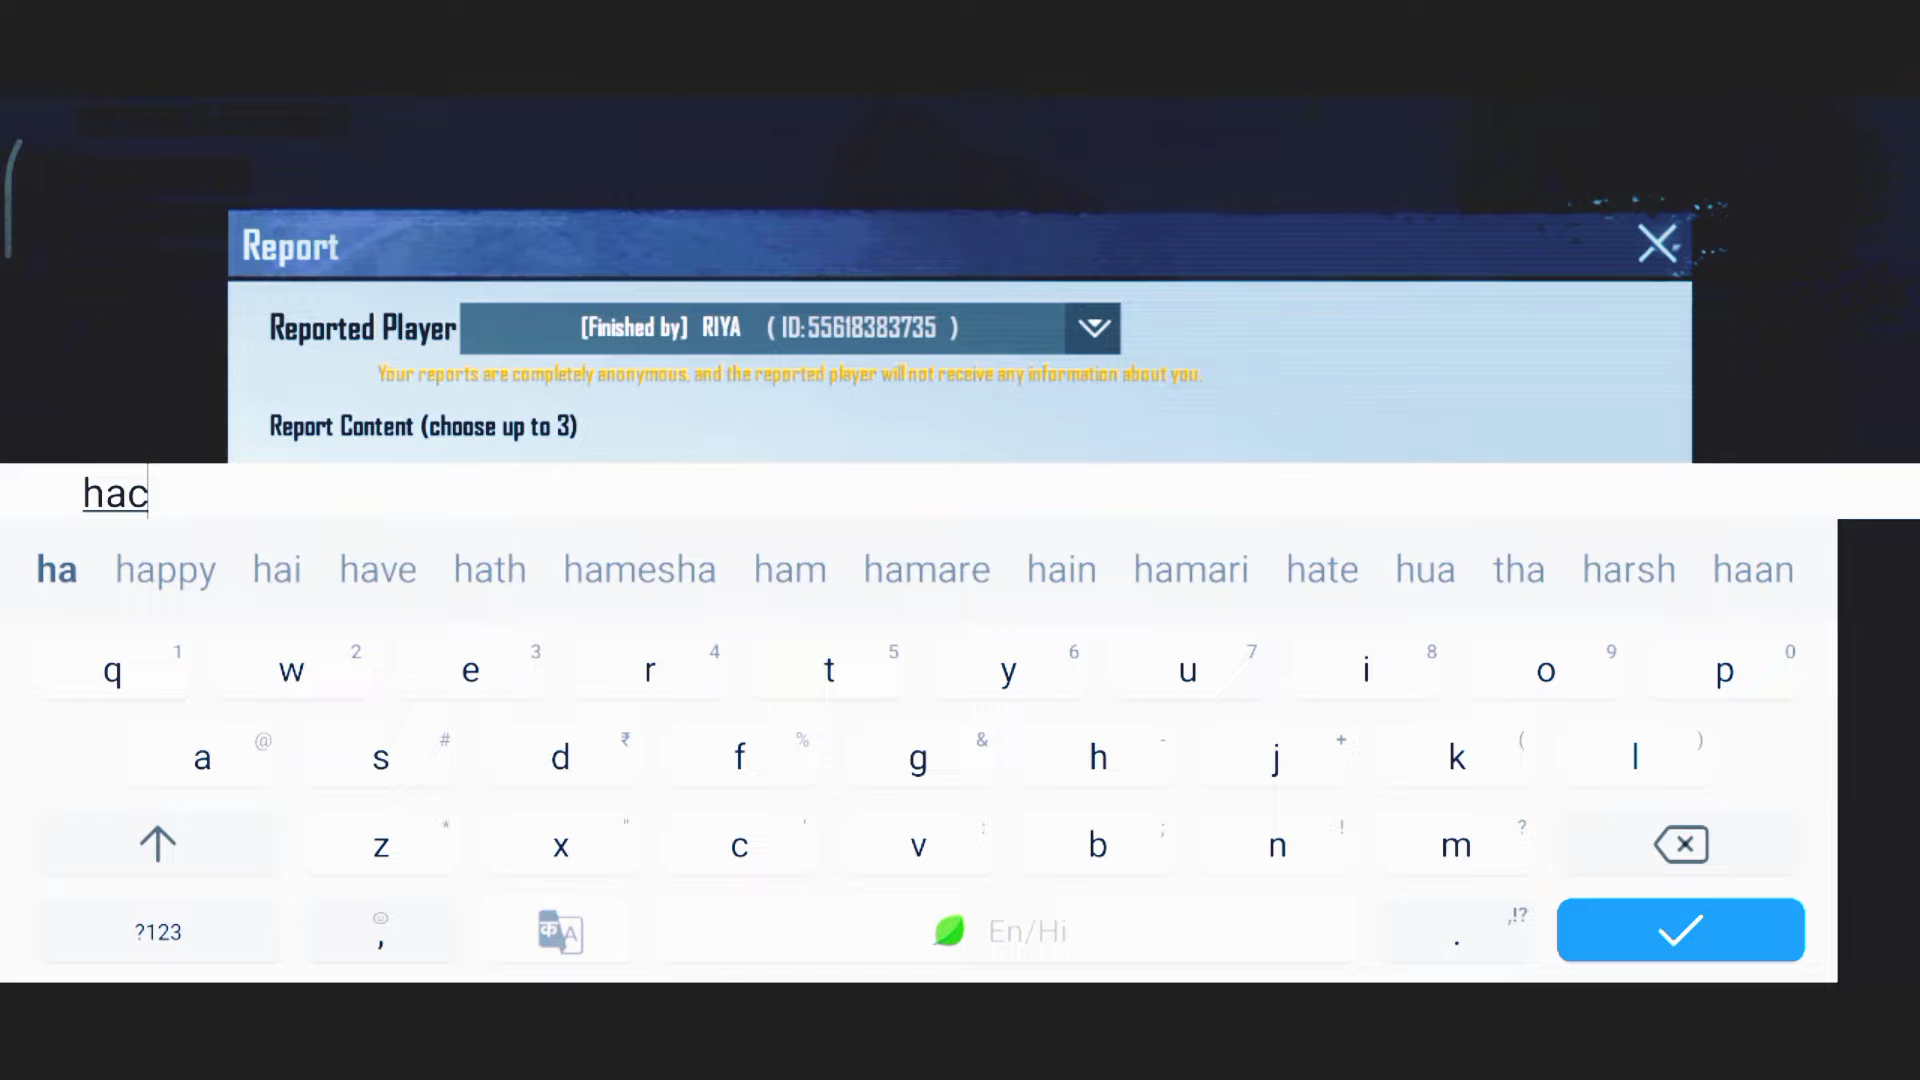 Report
Reported Player [Finished by] RIYA ( ID:55618383735 )
Your reports are completely anonymous, and the reported player will not receive any information about you.
Report Content (choose up to 3)
hac
ha happy hai have hath hamesha ham hamare hain hamari hate hua tha harsh haan
q 1 w 2 e 3 r 4 t 5 y 6 u 7 i 8 o 9 p 0
a @ s # d ₹ f % g & h - j + k ( l )
z * x " c ' v : b ; n ! m ?
?123 , क A En/Hi . ,!?